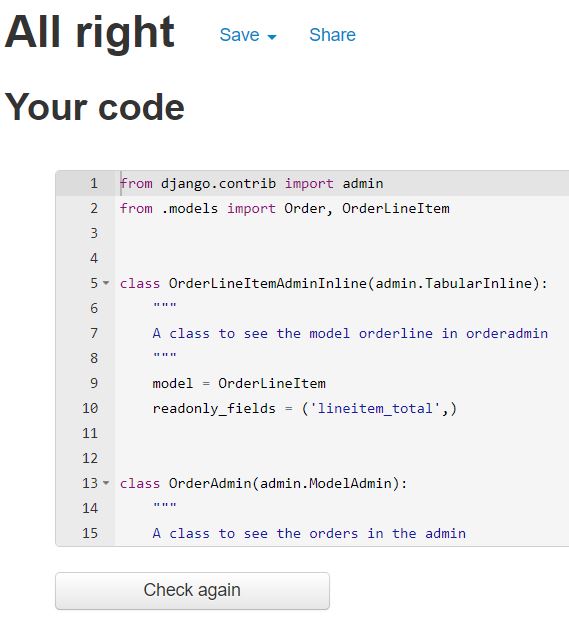 All right Save Share
Your code
1 from django.contrib import admin
2 from .models import Order, OrderLineItem
3
4
5 class OrderLineItemAdminInline(admin.TabularInline):
6 """
7 A class to see the model orderline in orderadmin
8 """
9 model = OrderLineItem
10 readonly_fields = ('lineitem_total',)
11
12
13 class OrderAdmin(admin.ModelAdmin):
14 """
15 A class to see the orders in the admin
Check again